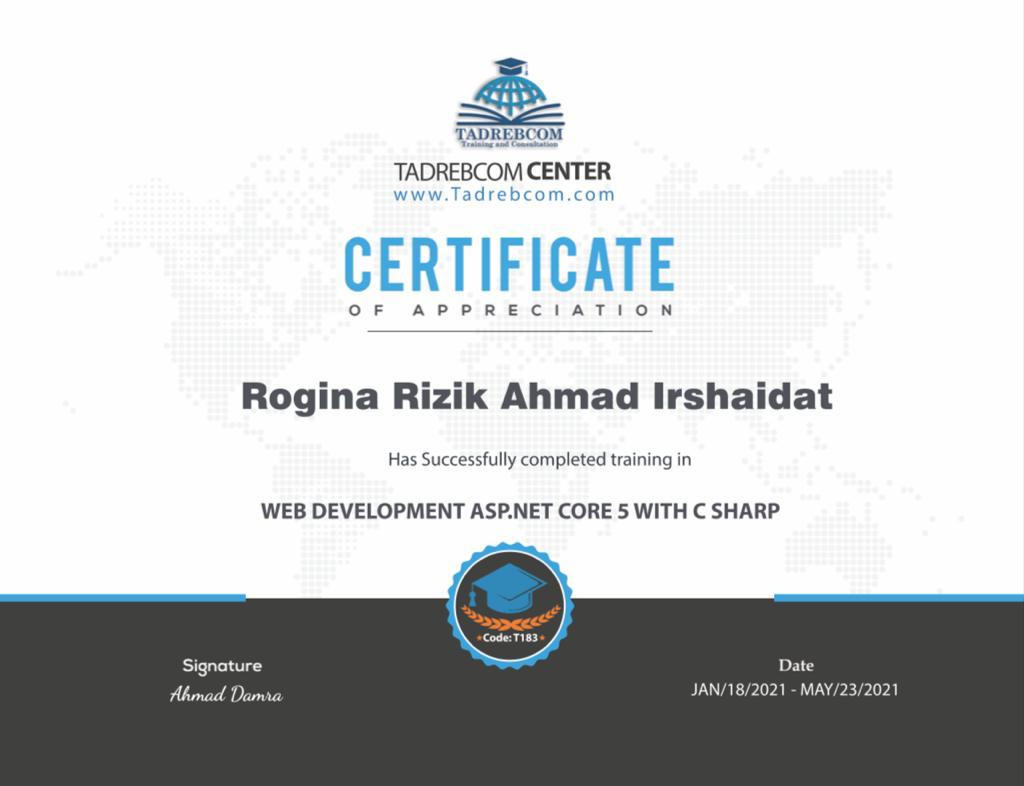 TADREBCOM
Training and Consultation
TADREBCOM CENTER
www.Tadrebcom.com
CERTIFICATE
OF APPRECIATION
Rogina Rizik Ahmad Irshaidat
Has Successfully completed training in
WEB DEVELOPMENT ASP.NET CORE 5 WITH C SHARP
Code: T183
Signature
Ahmad Damra
Date
JAN/18/2021 - MAY/23/2021